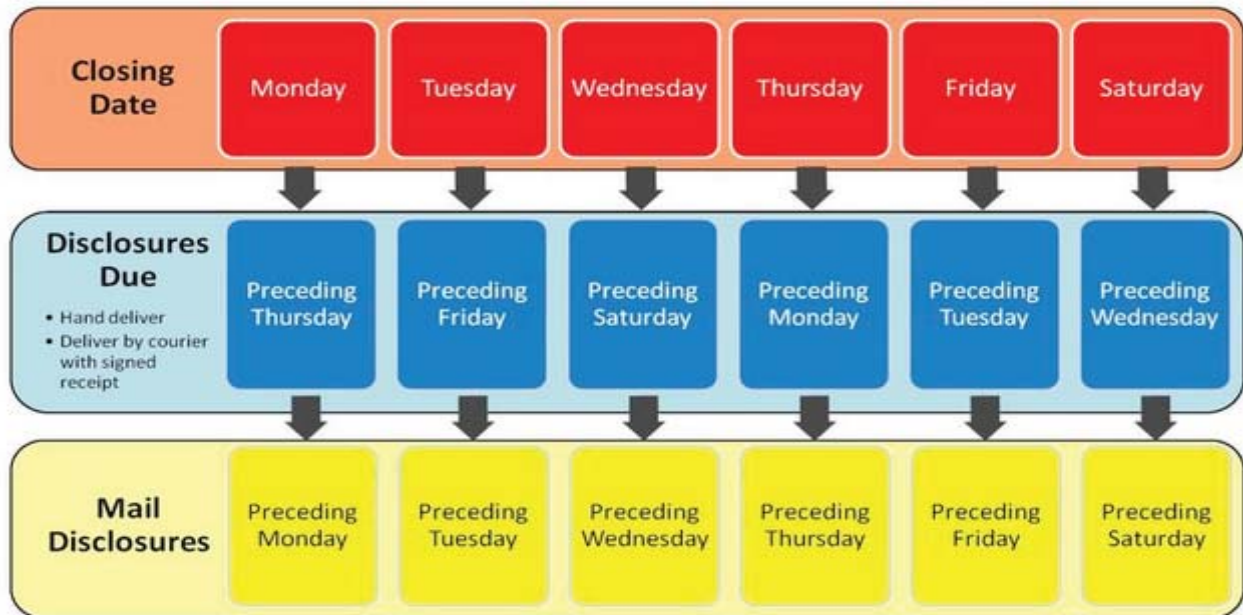 Closing
Date
Monday
Tuesday
Wednesday
Thursday
Friday
Saturday
Disclosures
Due
• Hand deliver
• Deliver by courier
with signed
receipt
Preceding
Thursday
Preceding
Friday
Preceding
Saturday
Preceding
Monday
Preceding
Tuesday
Preceding
Wednesday
Mail
Disclosures
Preceding
Monday
Preceding
Tuesday
Preceding
Wednesday
Preceding
Thursday
Preceding
Friday
Preceding
Saturday